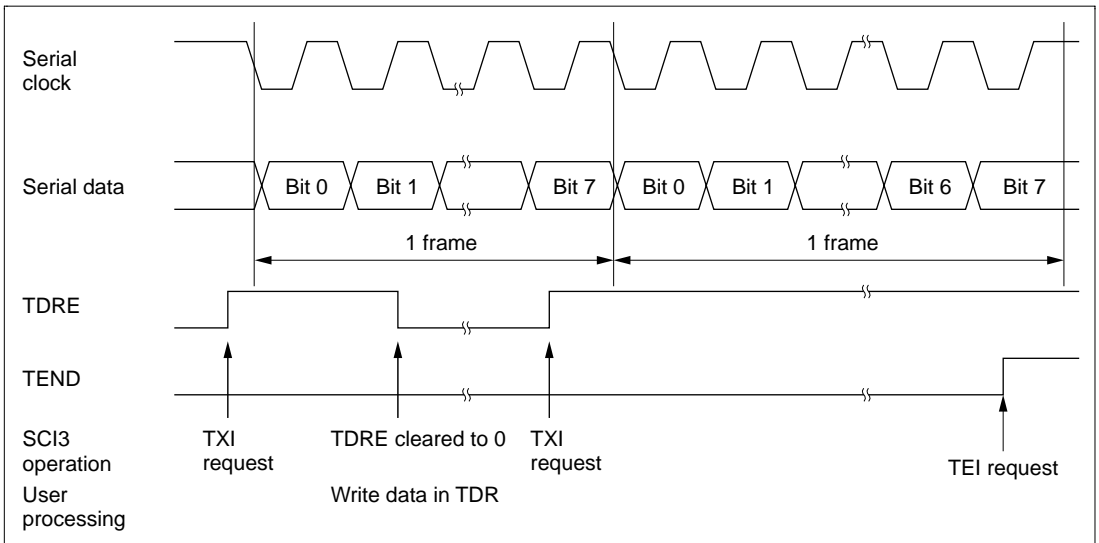 Serial
clock
Serial data
Bit 0
Bit 1
Bit 7
Bit 0
Bit 1
Bit 6
Bit 7
1 frame
1 frame
TDRE
TEND
SCI3
operation
TXI
request
TDRE cleared to 0
TXI
request
TEI request
User
processing
Write data in TDR